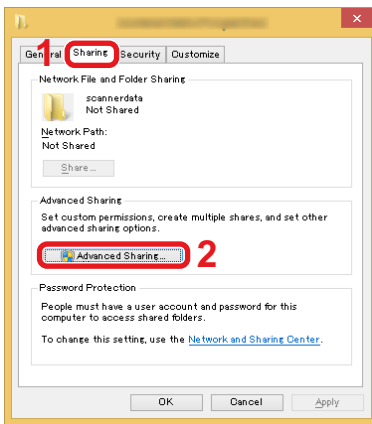 1
General Sharing Security Customize
Network File and Folder Sharing
scannerdata
Not Shared
Network Path:
Not Shared
Share...
Advanced Sharing
Set custom permissions, create multiple shares, and set other
advanced sharing options.
Advanced Sharing...
2
Password Protection
People must have a user account and password for this
computer to access shared folders.
To change this setting, use the Network and Sharing Center.
OK Cancel Apply